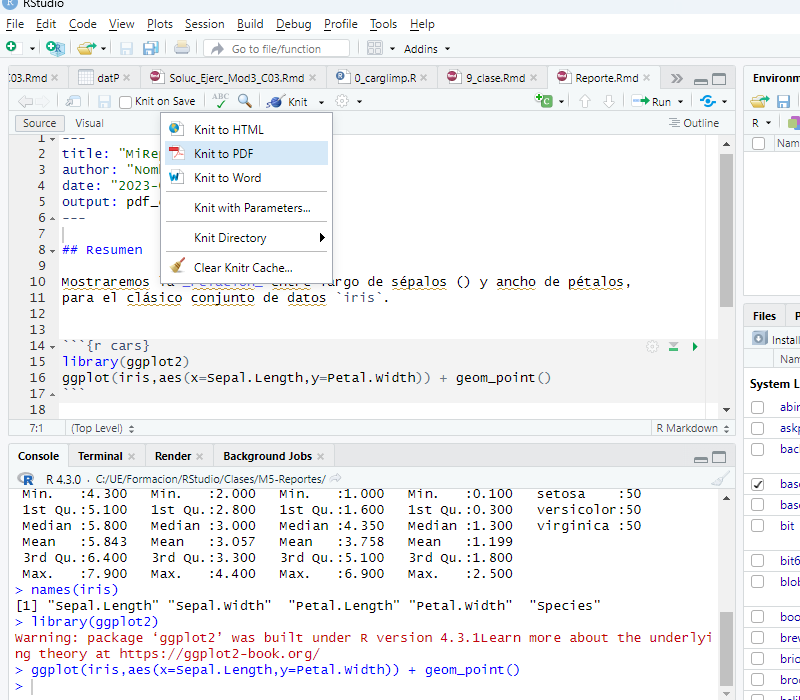 RStudio
File Edit Code View Plots Session Build Debug Profile Tools Help
Go to file/function Addins
C03.Rmd datP Soluc_Ejerc_Mod3_C03.Rmd 0_carglimp.R 9_clase.Rmd Reporte.Rmd
Knit on Save ABC Knit Run
Source Visual Outline
Knit to HTML
Knit to PDF
Knit to Word
Knit with Parameters...
Knit Directory
Clear Knitr Cache...
1 ---
2 title: "MiRe
3 author: "Nom
4 date: "2023-
5 output: pdf_
6 ---
7
8 ## Resumen
9
10 Mostraremos la _relación_ entre largo de sépalos () y ancho de pétalos,
11 para el clásico conjunto de datos `iris`.
12
13
14 ```{r cars}
15 library(ggplot2)
16 ggplot(iris,aes(x=Sepal.Length,y=Petal.Width)) + geom_point()
17 ```
18
7:1 (Top Level) R Markdown
Console Terminal Render Background Jobs
R 4.3.0 · C:/UE/Formacion/RStudio/Clases/M5-Reportes/
Min. :4.300 Min. :2.000 Min. :1.000 Min. :0.100 setosa :50
1st Qu.:5.100 1st Qu.:2.800 1st Qu.:1.600 1st Qu.:0.300 versicolor:50
Median :5.800 Median :3.000 Median :4.350 Median :1.300 virginica :50
Mean :5.843 Mean :3.057 Mean :3.758 Mean :1.199
3rd Qu.:6.400 3rd Qu.:3.300 3rd Qu.:5.100 3rd Qu.:1.800
Max. :7.900 Max. :4.400 Max. :6.900 Max. :2.500
> names(iris)
[1] "Sepal.Length" "Sepal.Width" "Petal.Length" "Petal.Width" "Species"
> library(ggplot2)
Warning: package ‘ggplot2’ was built under R version 4.3.1Learn more about the underlyi
ng theory at https://ggplot2-book.org/
> ggplot(iris,aes(x=Sepal.Length,y=Petal.Width)) + geom_point()
>
Environm
R
Nam
Files P
Install
Nam
System L
abin
askp
bac
base
base
bit
bit6
blob
boo
brew
brio
broo